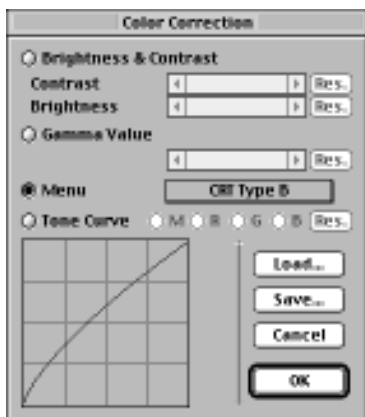 Color Correction
Brightness & Contrast
Contrast Res.
Brightness Res.
Gamma Value
Res.
Menu CRT Type B
Tone Curve M R G B Res.
Load...
Save...
Cancel
OK